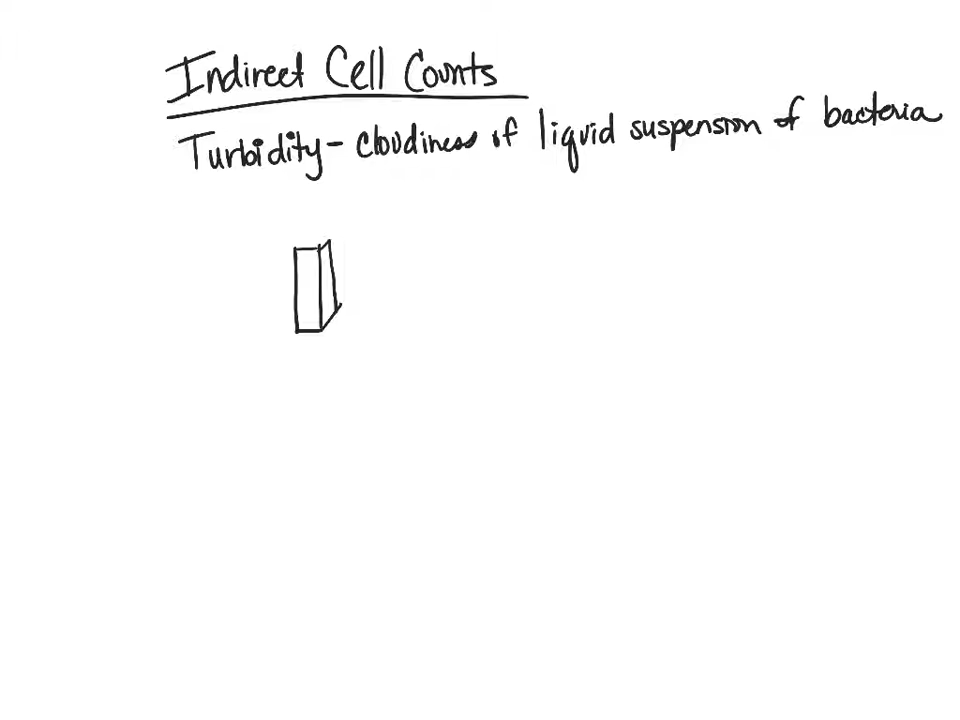 Indirect Cell Counts
Turbidity - cloudiness of liquid suspension of bacteria